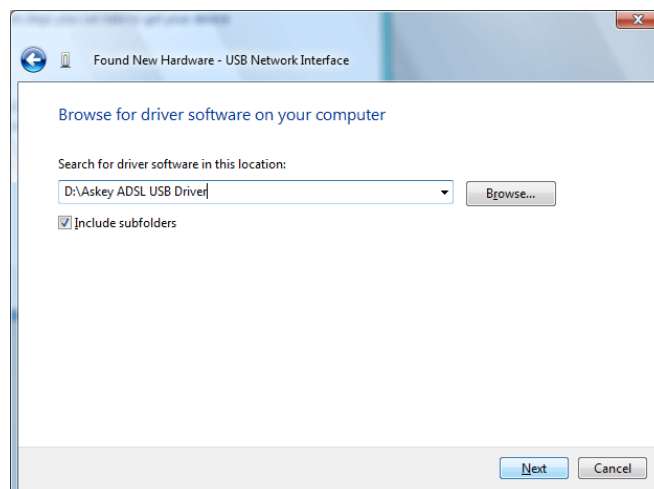 Found New Hardware - USB Network Interface
Browse for driver software on your computer
Search for driver software in this location:
D:\Askey ADSL USB Driver
Browse...
Include subfolders
Next
Cancel